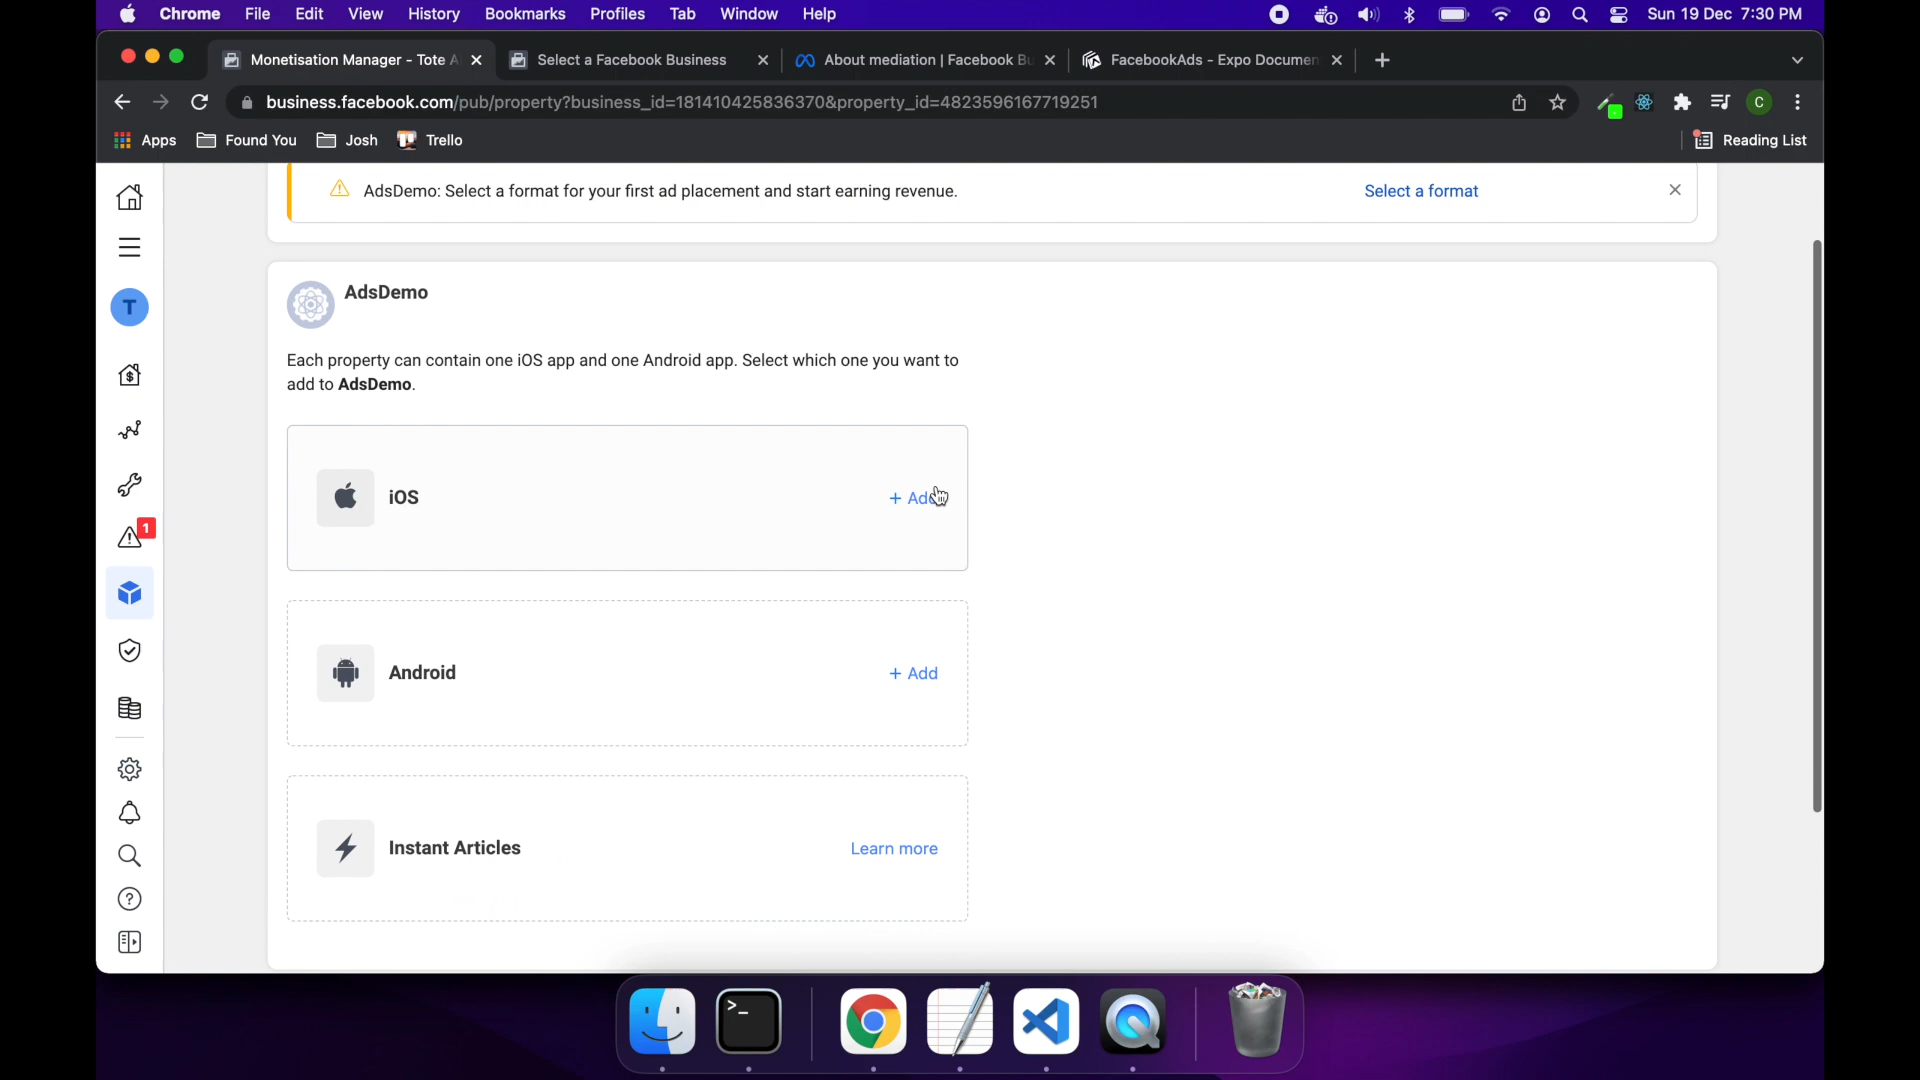 Chrome File Edit View History Bookmarks Profiles Tab Window Help Sun 19 Dec 7:30 PM
Monetisation Manager - Tote A Select a Facebook Business About mediation | Facebook Bu FacebookAds - Expo Documen
business.facebook.com/pub/property?business_id=181410425836370&property_id=4823596167719251 C
Apps Found You Josh Trello Reading List
AdsDemo: Select a format for your first ad placement and start earning revenue. Select a format
T
AdsDemo
Each property can contain one iOS app and one Android app. Select which one you want to
add to AdsDemo.
iOS + Add
1
Android + Add
Instant Articles Learn more